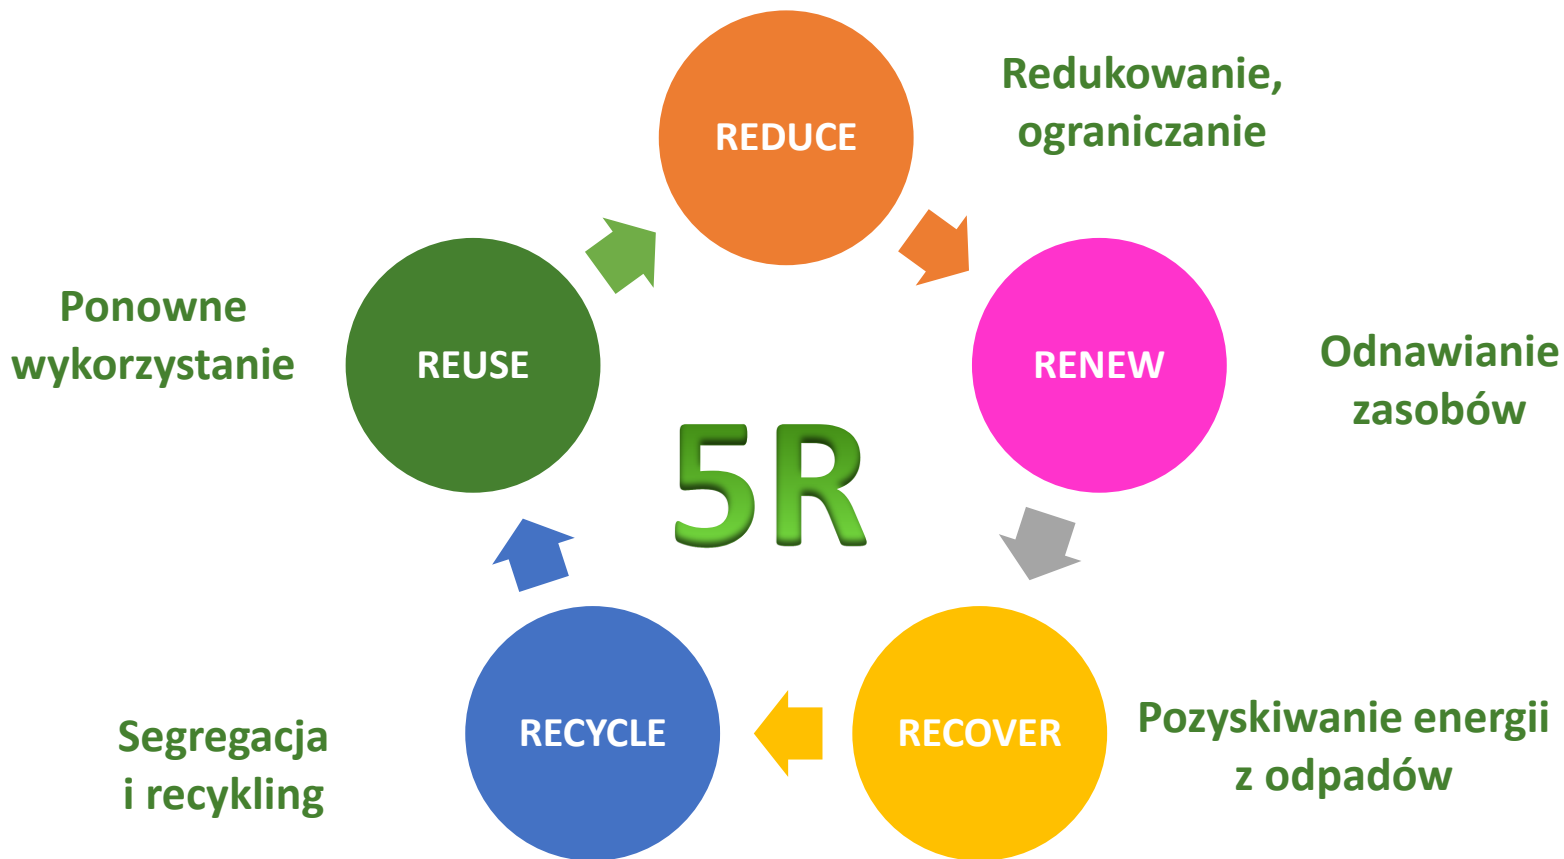 REDUCE
Redukowanie,
ograniczanie
RENEW
Odnawianie
zasobów
RECOVER
Pozyskiwanie energii
z odpadów
RECYCLE
Segregacja
i recykling
REUSE
Ponowne
wykorzystanie
5R